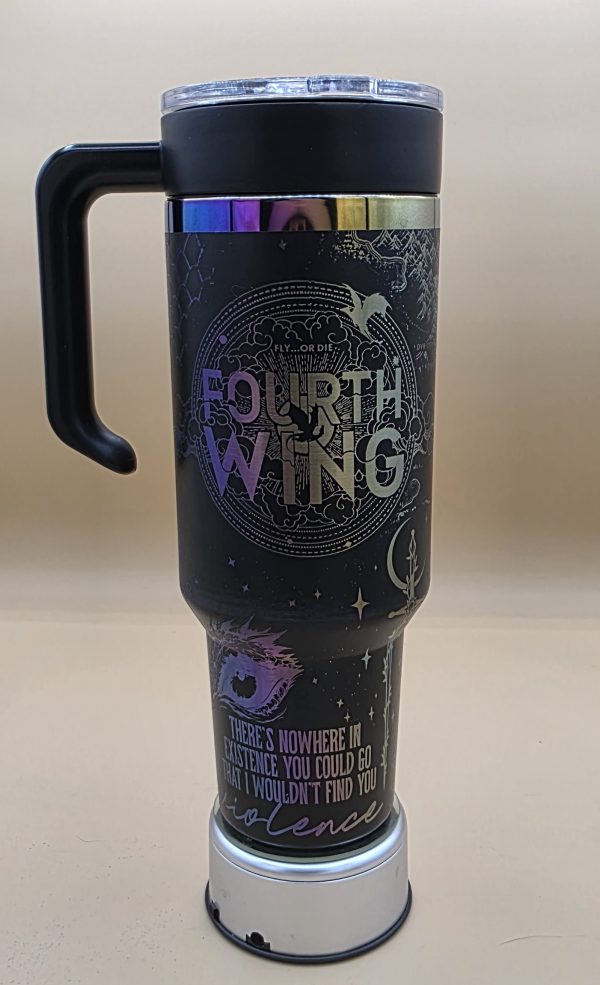 FLY...OR DIE
FOURTH
WING
THERE'S NOWHERE IN
EXISTENCE YOU COULD GO
THAT I WOULDN'T FIND YOU
violence